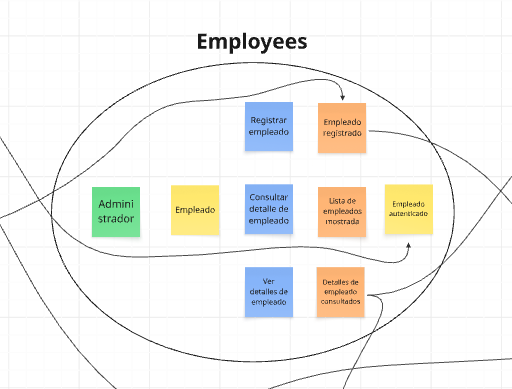 Employees
Registrar
empleado
Empleado
registrado
Admini
strador
Empleado
Consultar
detalle de
empleado
Lista de
empleados
mostrada
Empleado
autenticado
Ver
detalles de
empleado
Detalles de
empleado
consultados